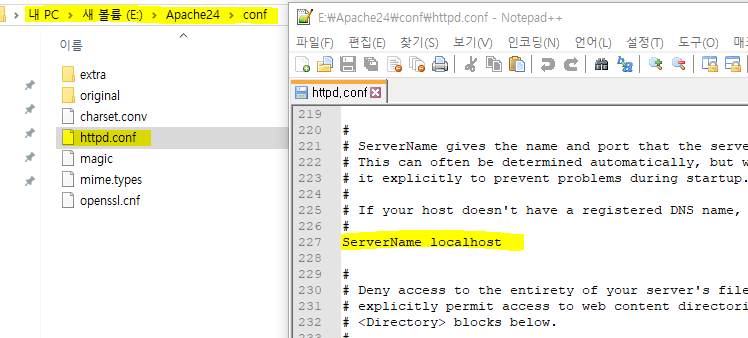 내 PC > 새 볼륨 (E:) > Apache24 > conf
이름
extra
original
charset.conv
httpd.conf
magic
mime.types
openssl.cnf
E:\Apache24\conf\httpd.conf - Notepad++
파일(F) 편집(E) 찾기(S) 보기(V) 인코딩(N) 언어(L) 설정(T) 도구(O)
httpd.conf
219
220 #
221 # ServerName gives the name and port that the serve
222 # This can often be determined automatically, but w
223 # it explicitly to prevent problems during startup.
224 #
225 # If your host doesn't have a registered DNS name,
226 #
227 ServerName localhost
228
229 #
230 # Deny access to the entirety of your server's file
231 # explicitly permit access to web content directori
232 # <Directory> blocks below.